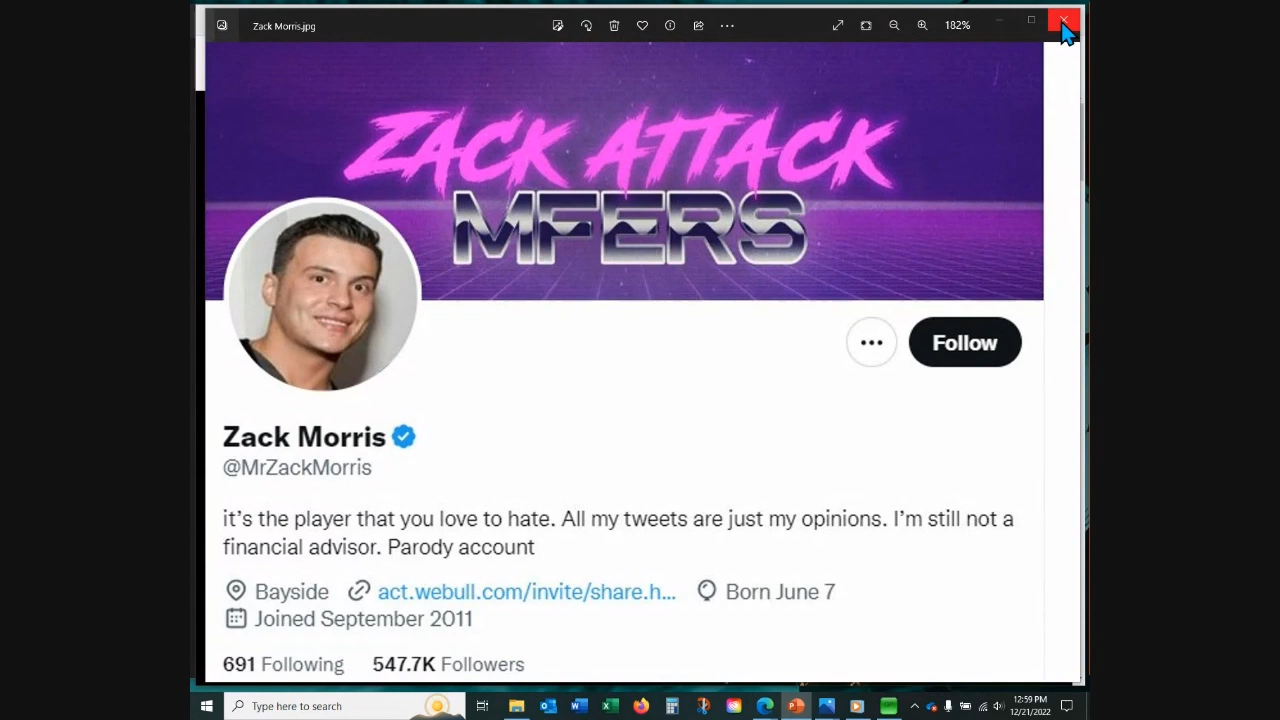 Zack Morris.jpg
182%
ZACK ATTACK
MFERS
Follow
Zack Morris
@MrZackMorris
it's the player that you love to hate. All my tweets are just my opinions. I'm still not a
financial advisor. Parody account
Bayside act.webull.com/invite/share.h... Born June 7
Joined September 2011
691 Following 547.7K Followers
Type here to search
12:59 PM
12/21/2022